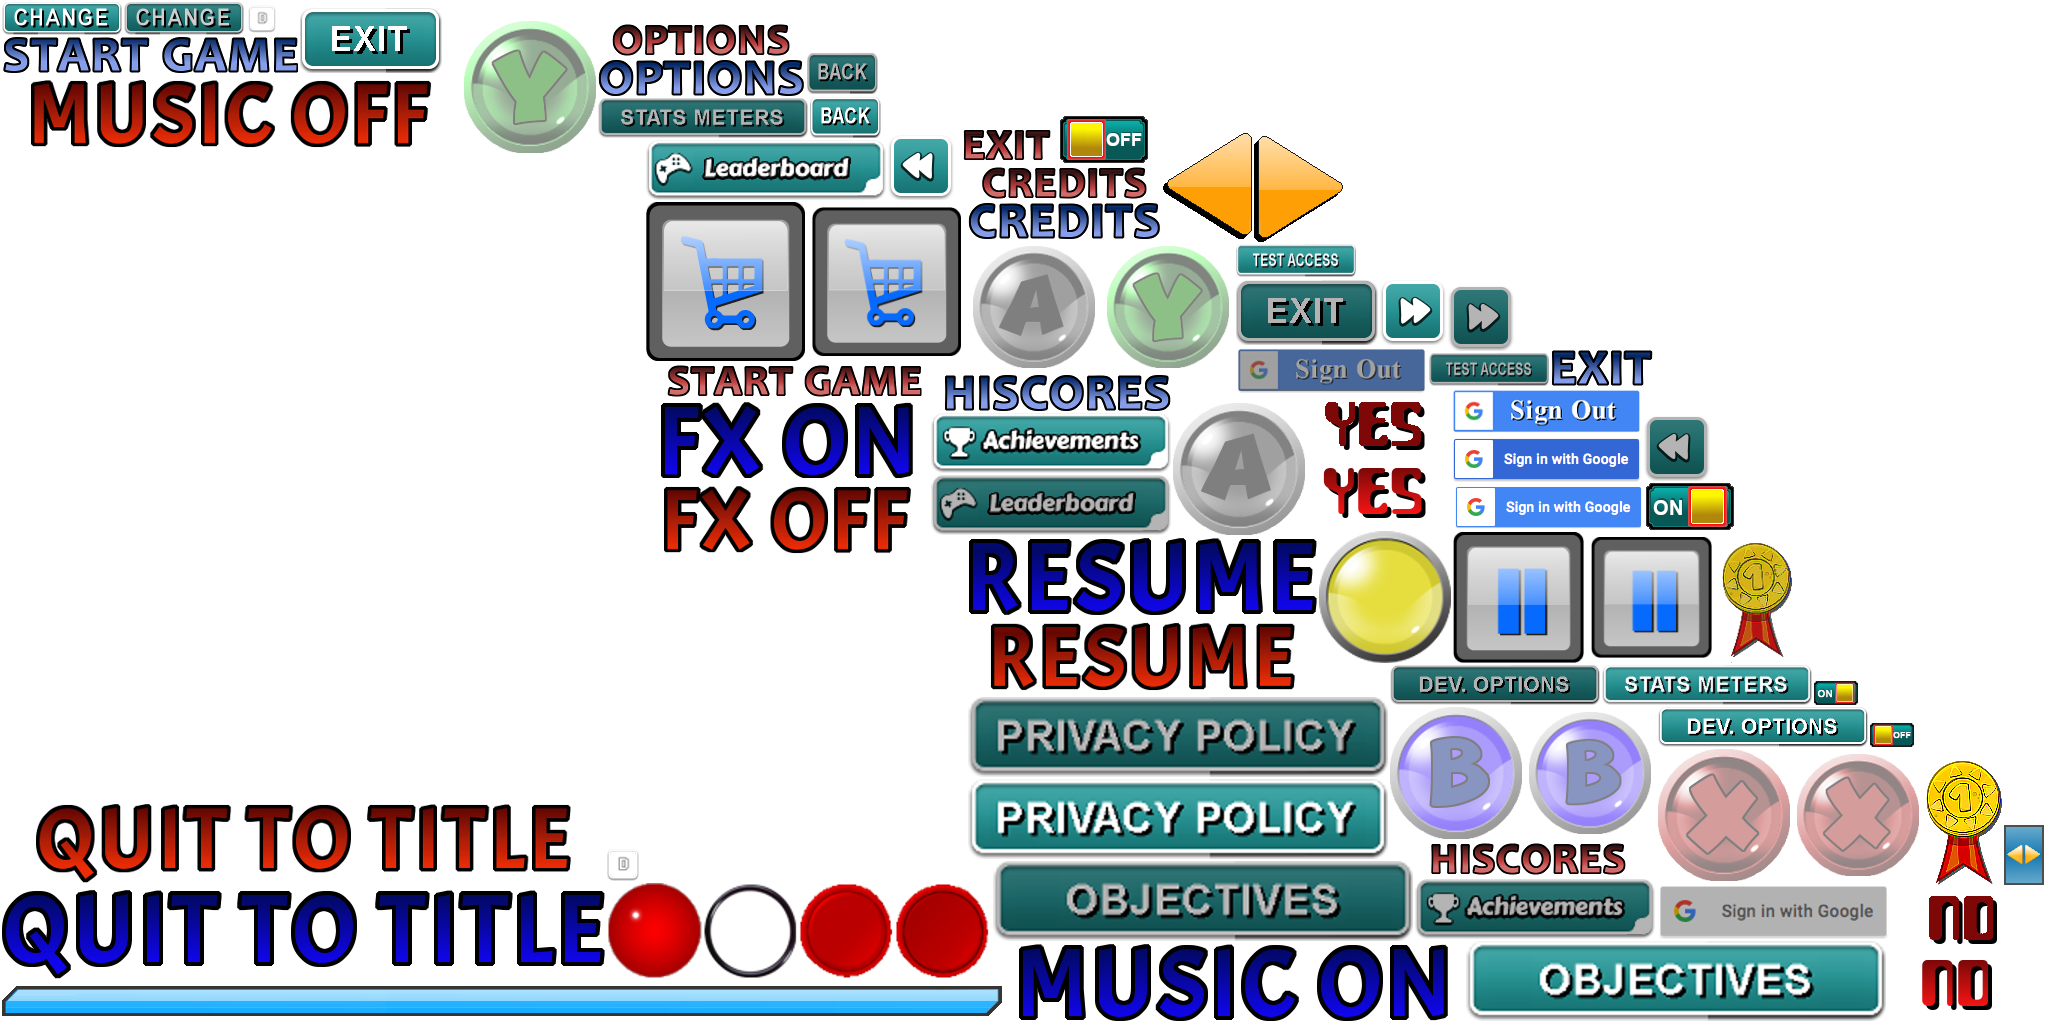 CHANGE
CHANGE
D
START GAME
EXIT
MUSIC OFF
Y
OPTIONS
OPTIONS
BACK
STATS METERS
BACK
Leaderboard
EXIT
OFF
CREDITS
CREDITS
A
Y
TEST ACCESS
EXIT
Sign Out
TEST ACCESS
EXIT
START GAME
HISCORES
FX ON
Achievements
A
YES
Sign Out
Sign in with Google
Leaderboard
YES
Sign in with Google
ON
FX OFF
RESUME
1
RESUME
DEV. OPTIONS
STATS METERS
ON
PRIVACY POLICY
B
B
DEV. OPTIONS
OFF
X
X
1
PRIVACY POLICY
QUIT TO TITLE
D
HISCORES
OBJECTIVES
Achievements
Sign in with Google
NO
QUIT TO TITLE
MUSIC ON
OBJECTIVES
NO